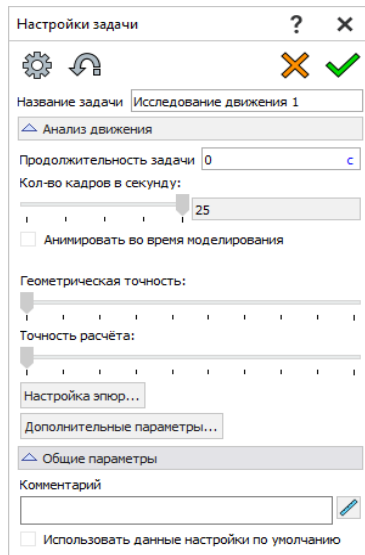 Настройки задачи ?
Название задачи Исследование движения 1
Анализ движения
Продолжительность задачи 0 с
Кол-во кадров в секунду:
25
Анимировать во время моделирования
Геометрическая точность:
Точность расчёта:
Настройка эпюр...
Дополнительные параметры...
Общие параметры
Комментарий
Использовать данные настройки по умолчанию